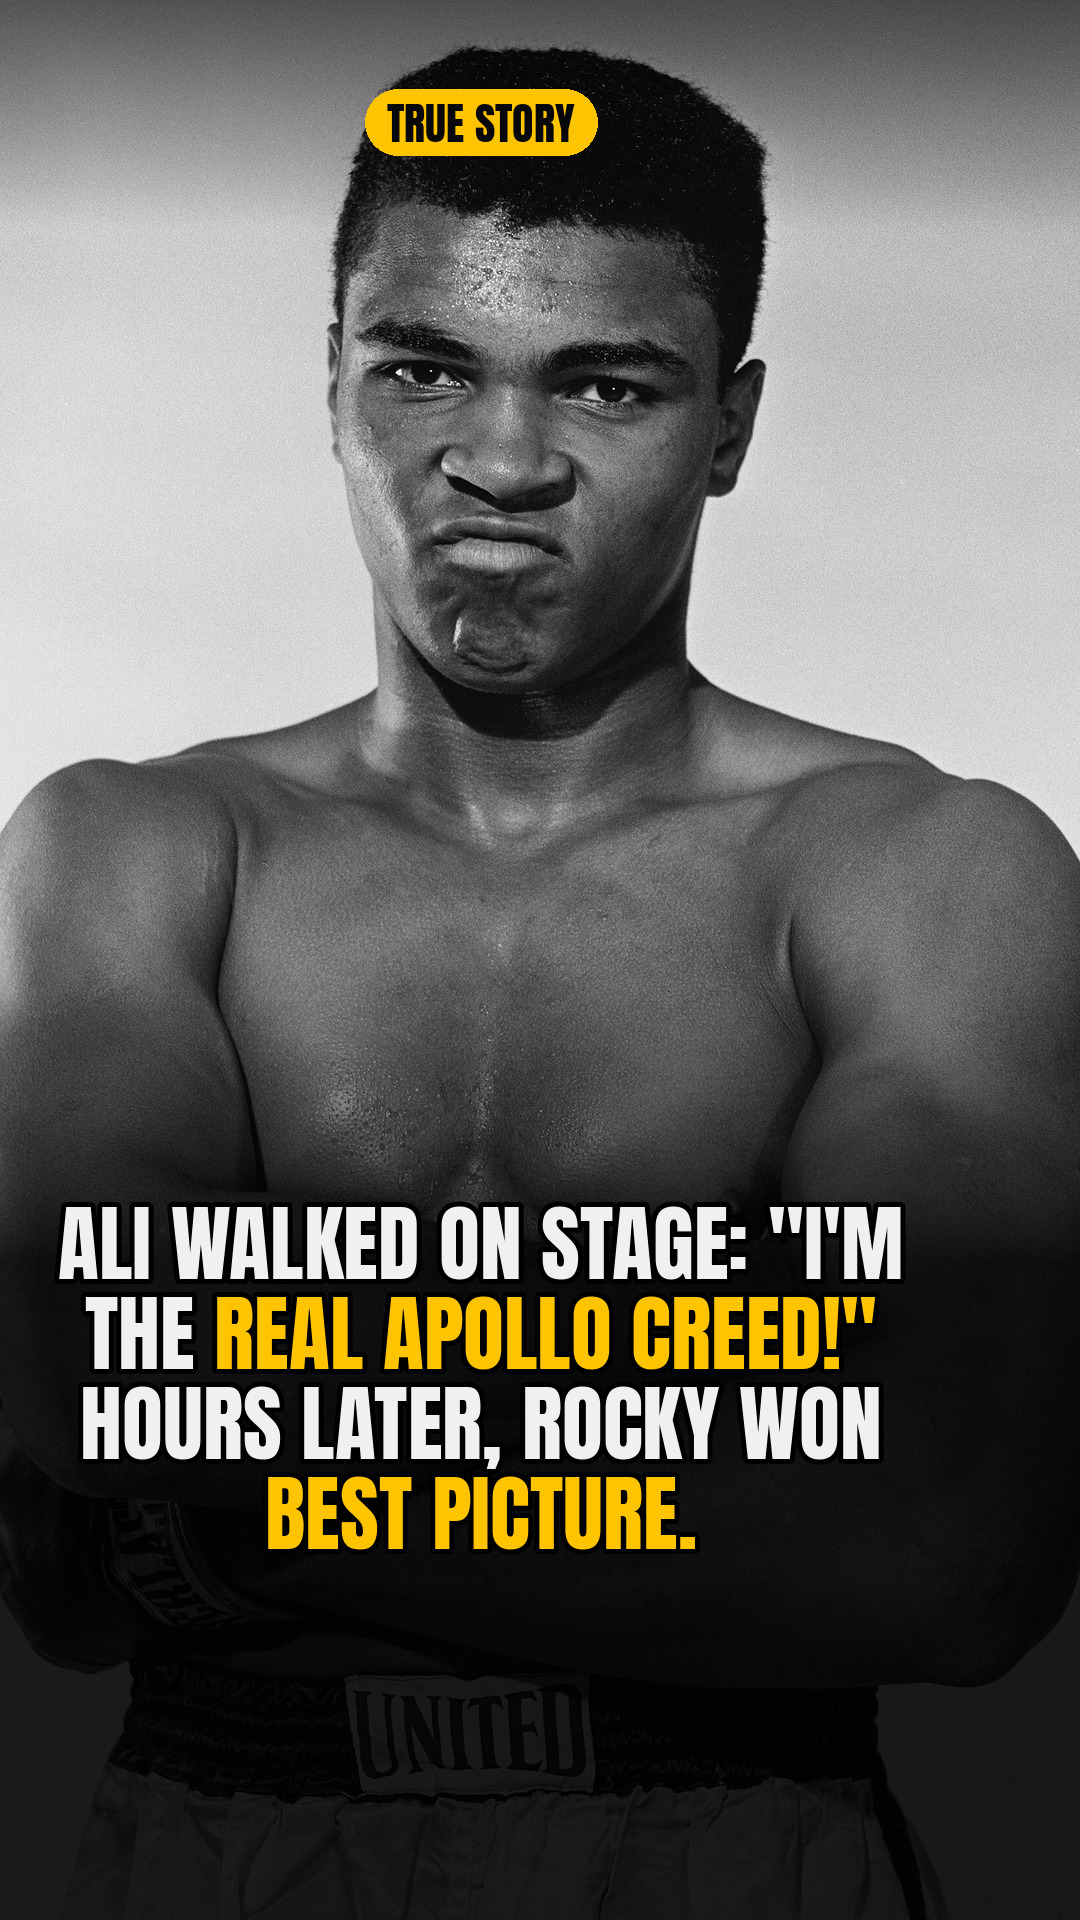 TRUE STORY
ALI WALKED ON STAGE: "I'M
THE REAL APOLLO CREED!"
HOURS LATER, ROCKY WON
BEST PICTURE.
UNITED